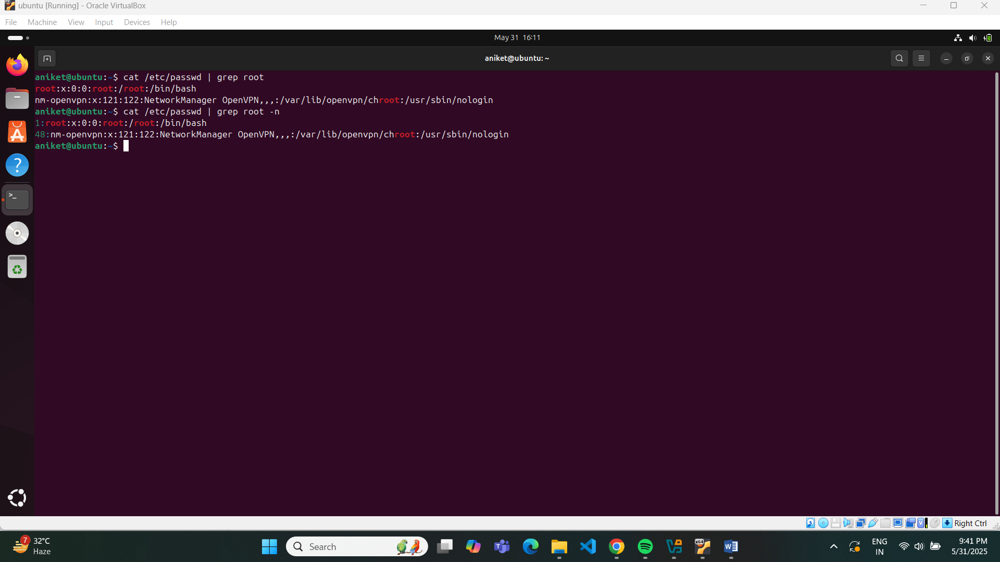 ubuntu [Running] - Oracle VirtualBox
File Machine View Input Devices Help
May 31 16:11
aniket@ubuntu: ~
aniket@ubuntu:~$ cat /etc/passwd | grep root
root:x:0:0:root:/root:/bin/bash
nm-openvpn:x:121:122:NetworkManager OpenVPN,,,:/var/lib/openvpn/chroot:/usr/sbin/nologin
aniket@ubuntu:~$ cat /etc/passwd | grep root -n
1:root:x:0:0:root:/root:/bin/bash
48:nm-openvpn:x:121:122:NetworkManager OpenVPN,,,:/var/lib/openvpn/chroot:/usr/sbin/nologin
aniket@ubuntu:~$
Right Ctrl
7
32°C
Haze
Search
x64
ENG
IN
9:41 PM
5/31/2025